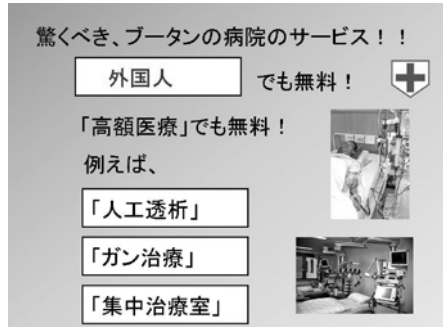 驚くべき、ブータンの病院のサービス！！
外国人 でも無料！
「高額医療」でも無料！
例えば、
「人工透析」
「ガン治療」
「集中治療室」